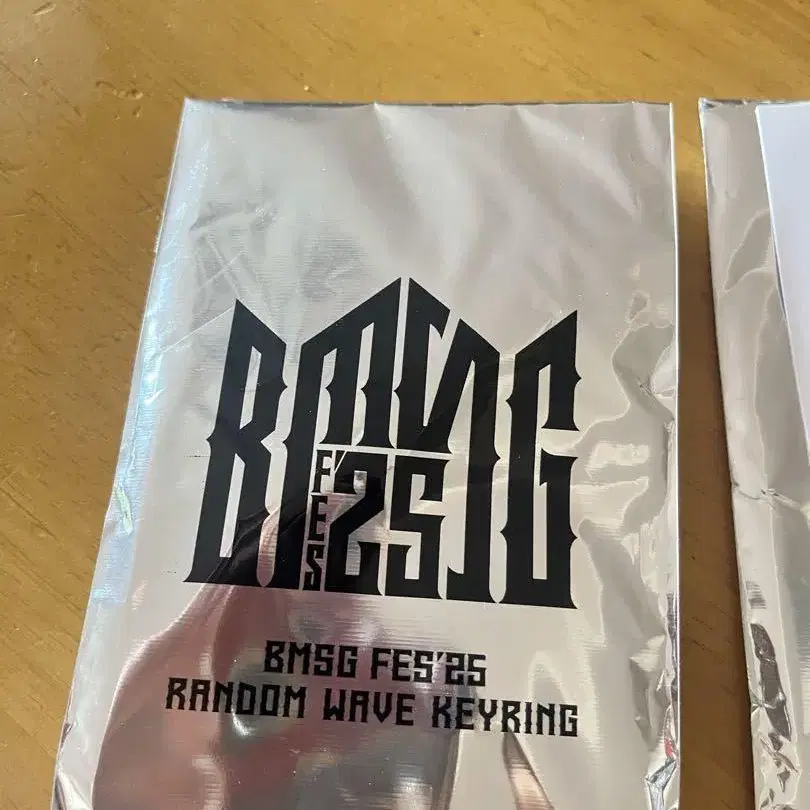 BMSG
FES'25
BMSG FES'25
RANDOM WAVE KEYRING